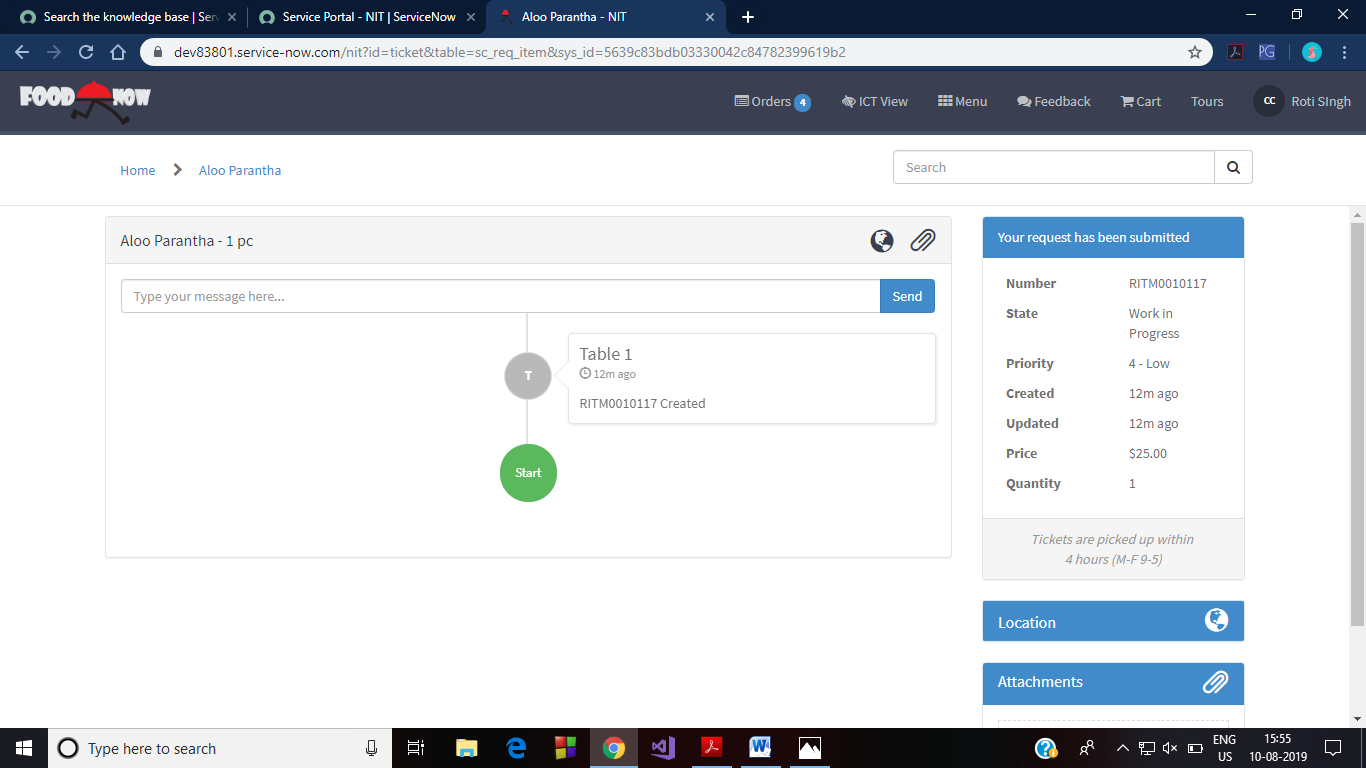 Search the knowledge base | Ser
Service Portal - NIT | ServiceNow
Aloo Parantha - NIT
dev83801.service-now.com/nit?id=ticket&table=sc_req_item&sys_id=5639c83bdb03330042c84782399619b2
PG
FOOD NOW
Orders 4
ICT View
Menu
Feedback
Cart
Tours
CC
Roti SIngh
Home
Aloo Parantha
Search
Aloo Parantha - 1 pc
Type your message here...
Send
T
Table 1
12m ago
RITM0010117 Created
Start
Your request has been submitted
Number RITM0010117
State Work in
Progress
Priority 4 - Low
Created 12m ago
Updated 12m ago
Price $25.00
Quantity 1
Tickets are picked up within
4 hours (M-F 9-5)
Location
Attachments
Type here to search
ENG
US
15:55
10-08-2019